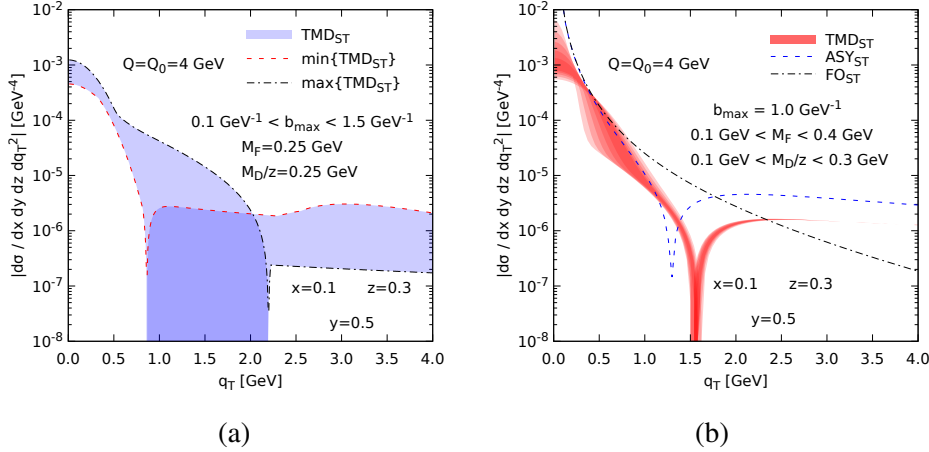 TMD_ST
Q=Q₀=4 GeV
min{TMD_ST}
max{TMD_ST}
0.1 GeV⁻¹ < b_max < 1.5 GeV⁻¹
M_F=0.25 GeV
M_D/z=0.25 GeV
x=0.1 z=0.3
y=0.5
|dσ / dx dy dz dq_T²| [GeV⁻⁴]
10⁻²
10⁻³
10⁻⁴
10⁻⁵
10⁻⁶
10⁻⁷
10⁻⁸
0.0 0.5 1.0 1.5 2.0 2.5 3.0 3.5 4.0
q_T [GeV]
(a)
TMD_ST
Q=Q₀=4 GeV
ASY_ST
FO_ST
b_max = 1.0 GeV⁻¹
0.1 GeV < M_F < 0.4 GeV
0.1 GeV < M_D/z < 0.3 GeV
x=0.1 z=0.3
y=0.5
|dσ / dx dy dz dq_T²| [GeV⁻⁴]
10⁻²
10⁻³
10⁻⁴
10⁻⁵
10⁻⁶
10⁻⁷
10⁻⁸
0.0 0.5 1.0 1.5 2.0 2.5 3.0 3.5 4.0
q_T [GeV]
(b)